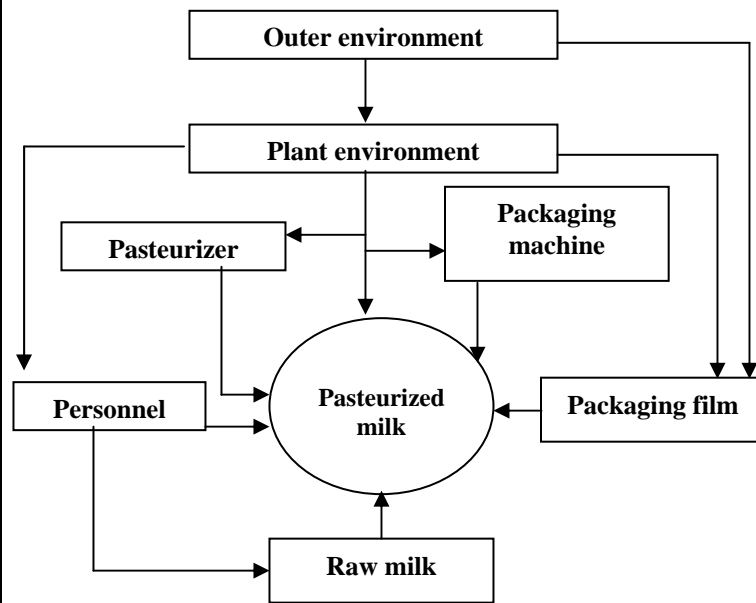 Outer environment
Plant environment
Packaging
machine
Pasteurizer
Pasteurized
milk
Personnel
Packaging film
Raw milk